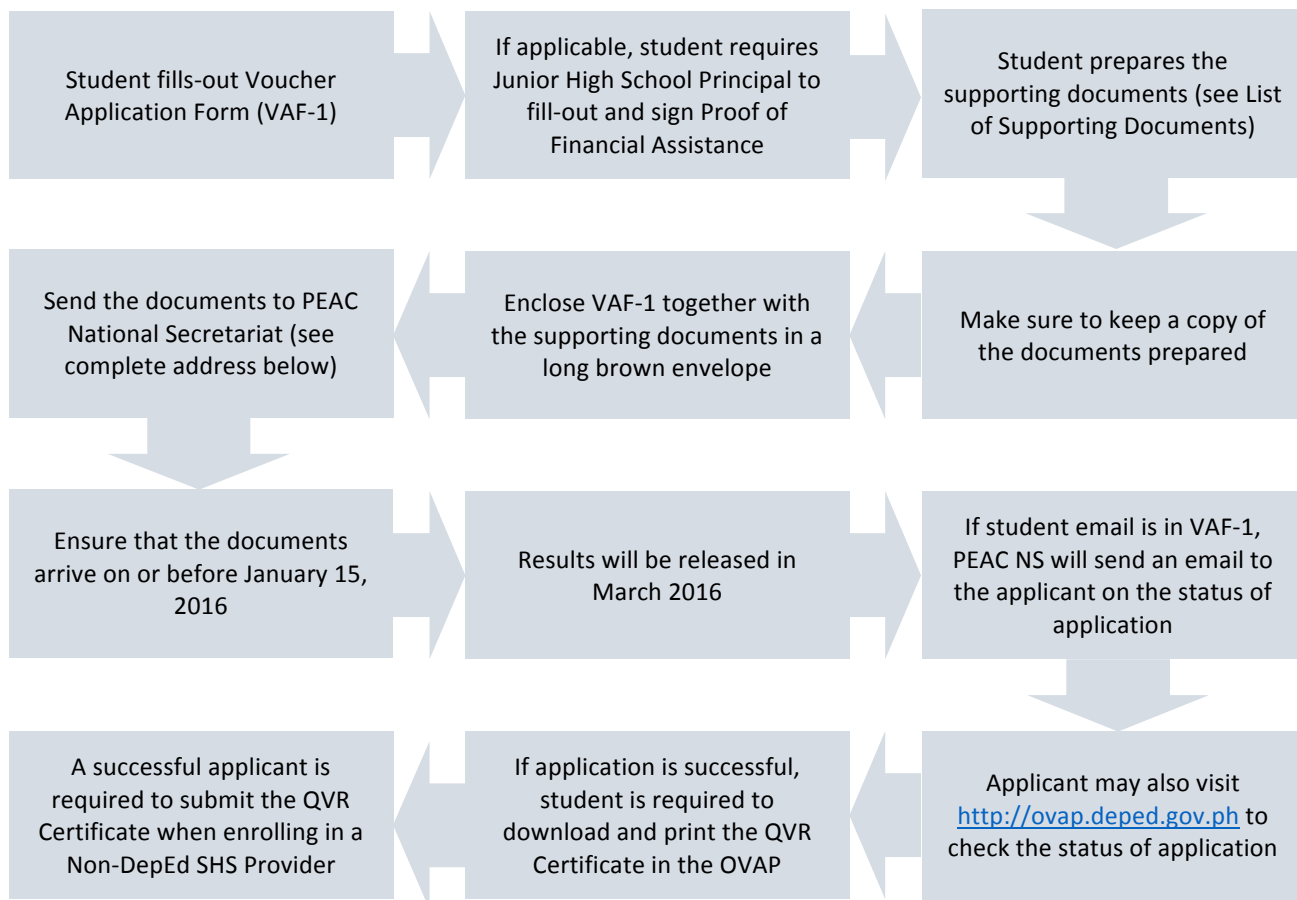 Student fills-out Voucher
Application Form (VAF-1)
If applicable, student requires
Junior High School Principal to
fill-out and sign Proof of
Financial Assistance
Student prepares the
supporting documents (see List
of Supporting Documents)
Make sure to keep a copy of
the documents prepared
Enclose VAF-1 together with
the supporting documents in a
long brown envelope
Send the documents to PEAC
National Secretariat (see
complete address below)
Ensure that the documents
arrive on or before January 15,
2016
Results will be released in
March 2016
If student email is in VAF-1,
PEAC NS will send an email to
the applicant on the status of
application
Applicant may also visit
http://ovap.deped.gov.ph to
check the status of application
If application is successful,
student is required to
download and print the QVR
Certificate in the OVAP
A successful applicant is
required to submit the QVR
Certificate when enrolling in a
Non-DepEd SHS Provider